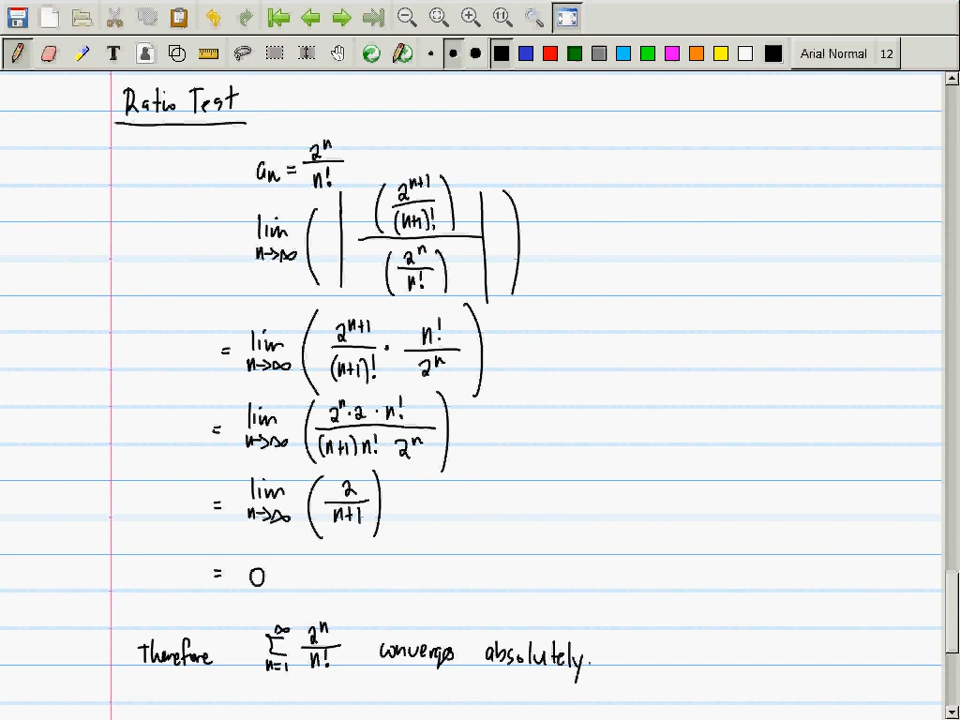 Arial Normal 12
Ratio Test
aₙ = 2ⁿ/n!
lim n→∞ ( | (2ⁿ⁺¹/(n+1)!) / (2ⁿ/n!) | )
= lim n→∞ ( 2ⁿ⁺¹/(n+1)! · n!/2ⁿ )
= lim n→∞ ( 2ⁿ·2·n! / (n+1)n! 2ⁿ )
= lim n→∞ ( 2/(n+1) )
= 0
Therefore ∑ₙ₌₁^∞ 2ⁿ/n! converges absolutely.